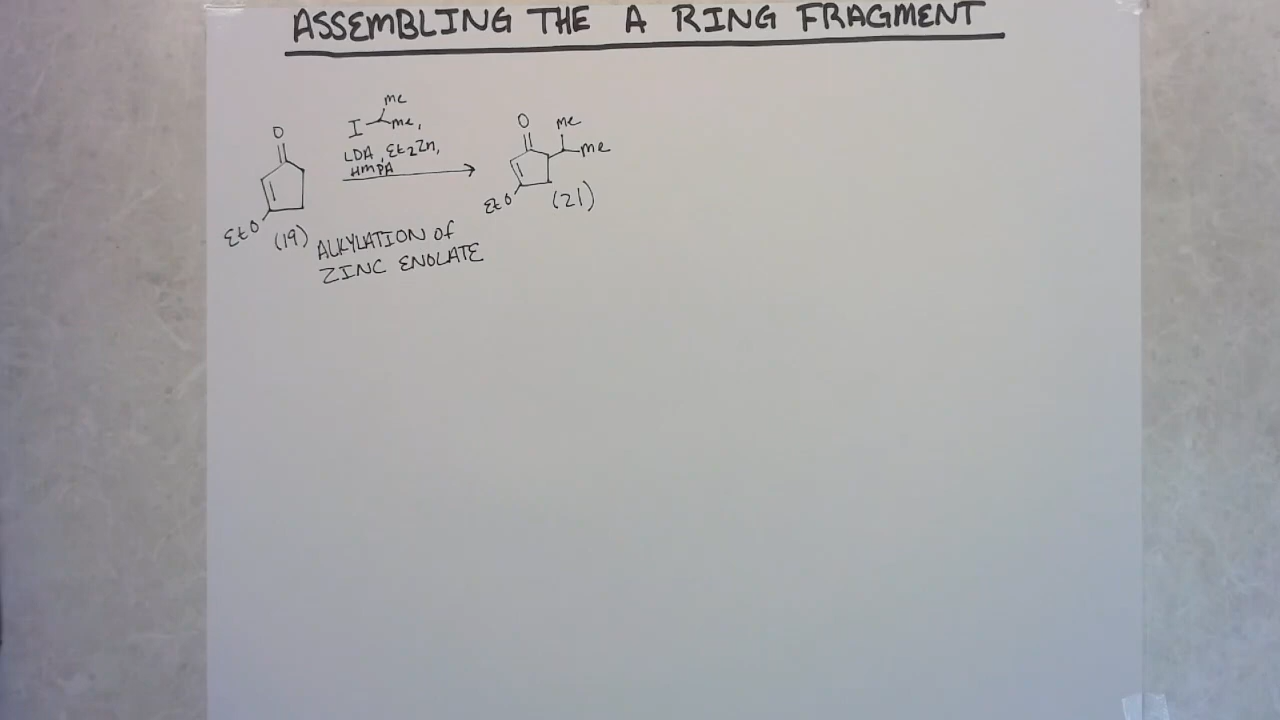 ASSEMBLING THE A RING FRAGMENT
me
I me,
LDA, Et2Zn,
HMPA
O
EtO
(19)
ALKYLATION of
ZINC ENOLATE
O
me
me
EtO
(21)